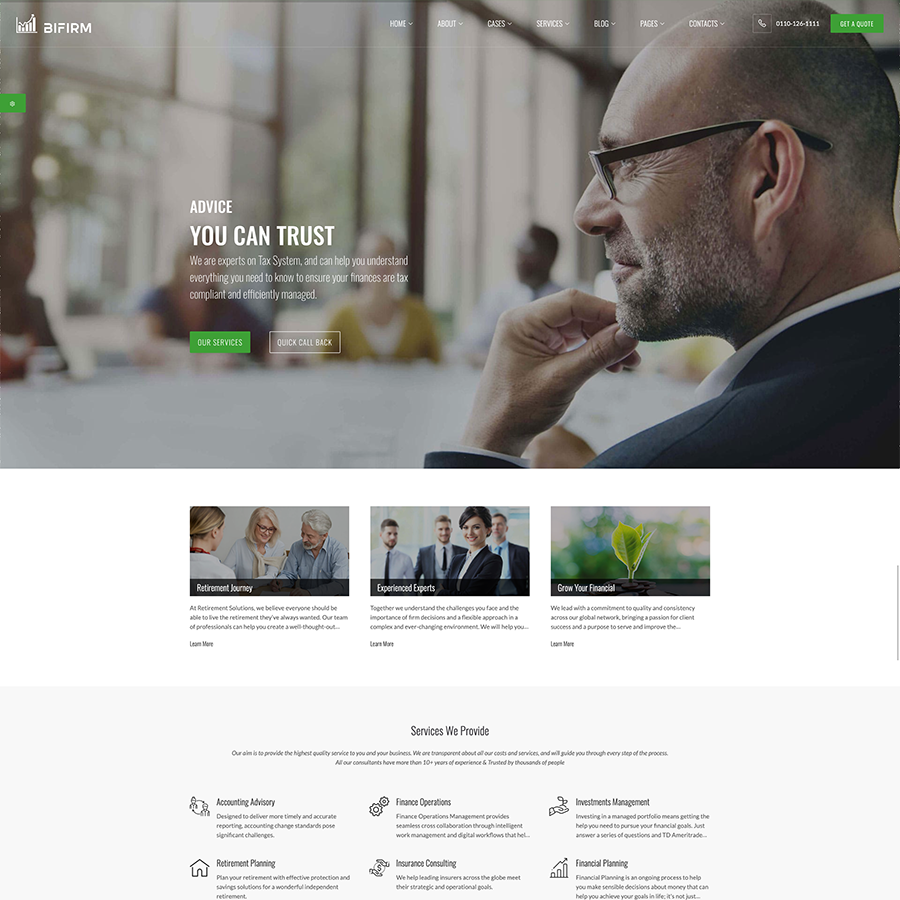 BIFIRM
HOME
ABOUT
CASES
SERVICES
BLOG
PAGES
CONTACTS
0110-126-1111
GET A QUOTE
ADVICE
YOU CAN TRUST
We are experts on Tax System, and can help you understand
everything you need to know to ensure your finances are tax
compliant and efficiently managed.
OUR SERVICES
QUICK CALL BACK
Retirement Journey
At Retirement Solutions, we believe everyone should be
able to live the retirement they've always wanted. Our team
of professionals can help you create a well-thought-out...
Learn More
Experienced Experts
Together we understand the challenges you face and the
importance of firm decisions and a flexible approach in a
complex and ever-changing environment. We will help you...
Learn More
Grow Your Financial
We lead with a commitment to quality and consistency
across our global network, bringing a passion for client
success and a purpose to serve and improve the...
Learn More
Services We Provide
Our aim is to provide the highest quality service to you and your business. We are transparent about all our costs and services, and will guide you through every step of the process.
All our consultants have more than 10+ years of experience & Trusted by thousands of people
Accounting Advisory
Designed to deliver more timely and accurate
reporting, accounting change standards pose
significant challenges.
Finance Operations
Finance Operations Management provides
seamless cross collaboration through intelligent
work management and digital workflows that hel...
Investments Management
Investing in a managed portfolio means getting the
help you need to pursue your financial goals. Just
answer a series of questions and TD Ameritrade...
Retirement Planning
Plan your retirement with effective protection and
savings solutions for a wonderful independent
retirement.
Insurance Consulting
We help leading insurers across the globe meet
their strategic and operational goals.
Financial Planning
Financial Planning is an ongoing process to help
you make sensible decisions about money that can
help you achieve your goals in life; it's not just...